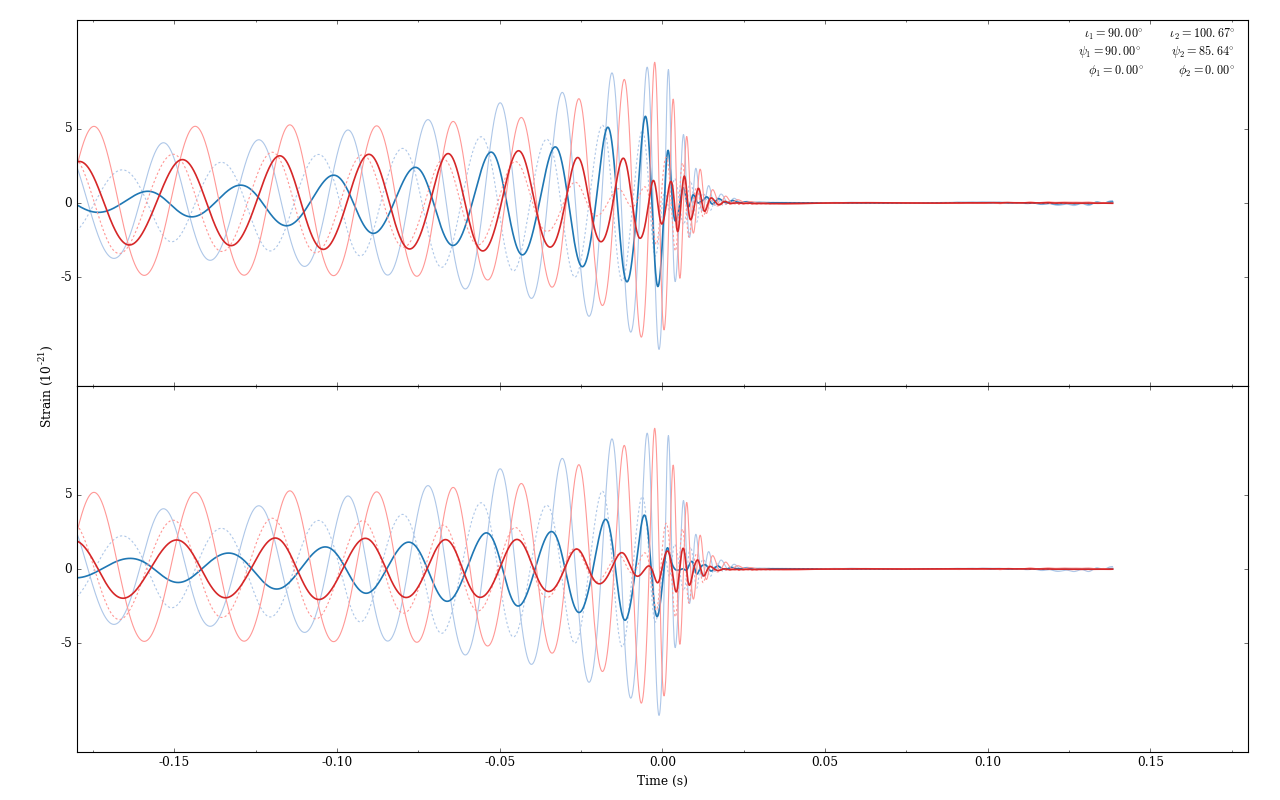 ι₁ = 90.00° ι₂ = 100.67°
ψ₁ = 90.00° ψ₂ = 85.64°
ϕ₁ = 0.00° ϕ₂ = 0.00°
5
0
-5
Strain (10⁻²¹)
5
0
-5
-0.15 -0.10 -0.05 0.00 0.05 0.10 0.15
Time (s)